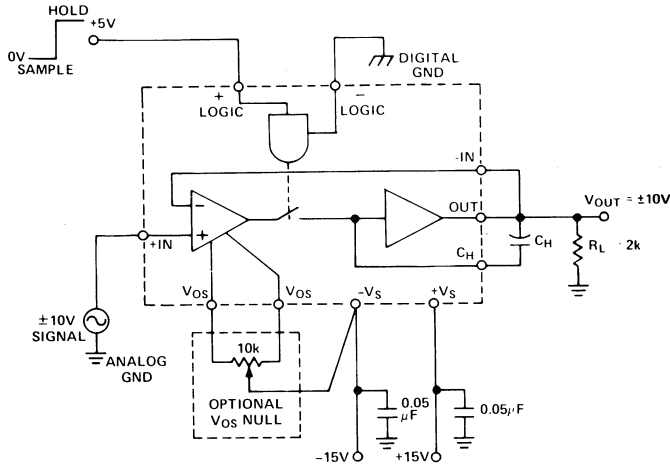 HOLD
+5V
0V
SAMPLE
DIGITAL
GND
+
LOGIC
−
LOGIC
-IN
−
+
+IN
OUT
VOUT = ±10V
CH
CH
RL 2k
VOS
VOS
-VS
+VS
±10V
SIGNAL
ANALOG
GND
10k
OPTIONAL
VOS NULL
0.05
μF
0.05μF
-15V
+15V